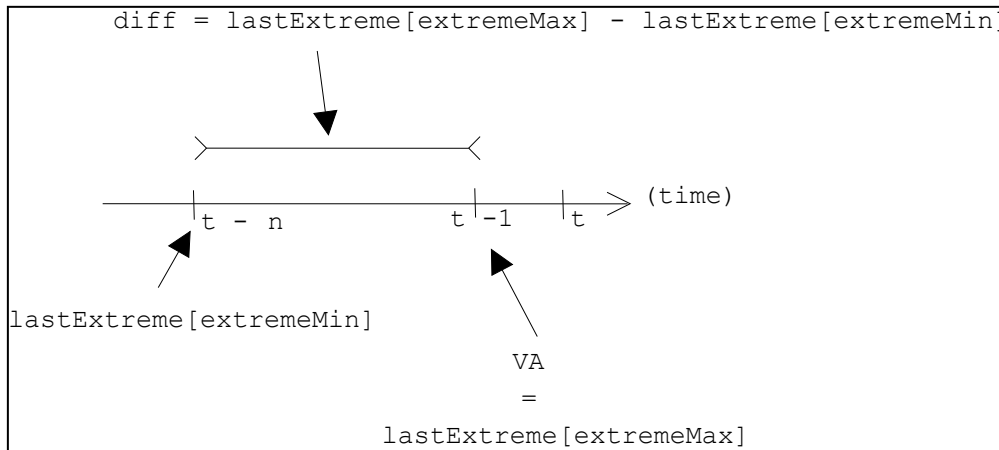 diff = lastExtreme[extremeMax] - lastExtreme[extremeMin]
(time)
t - n
t -1
t
lastExtreme[extremeMin]
VA
=
lastExtreme[extremeMax]